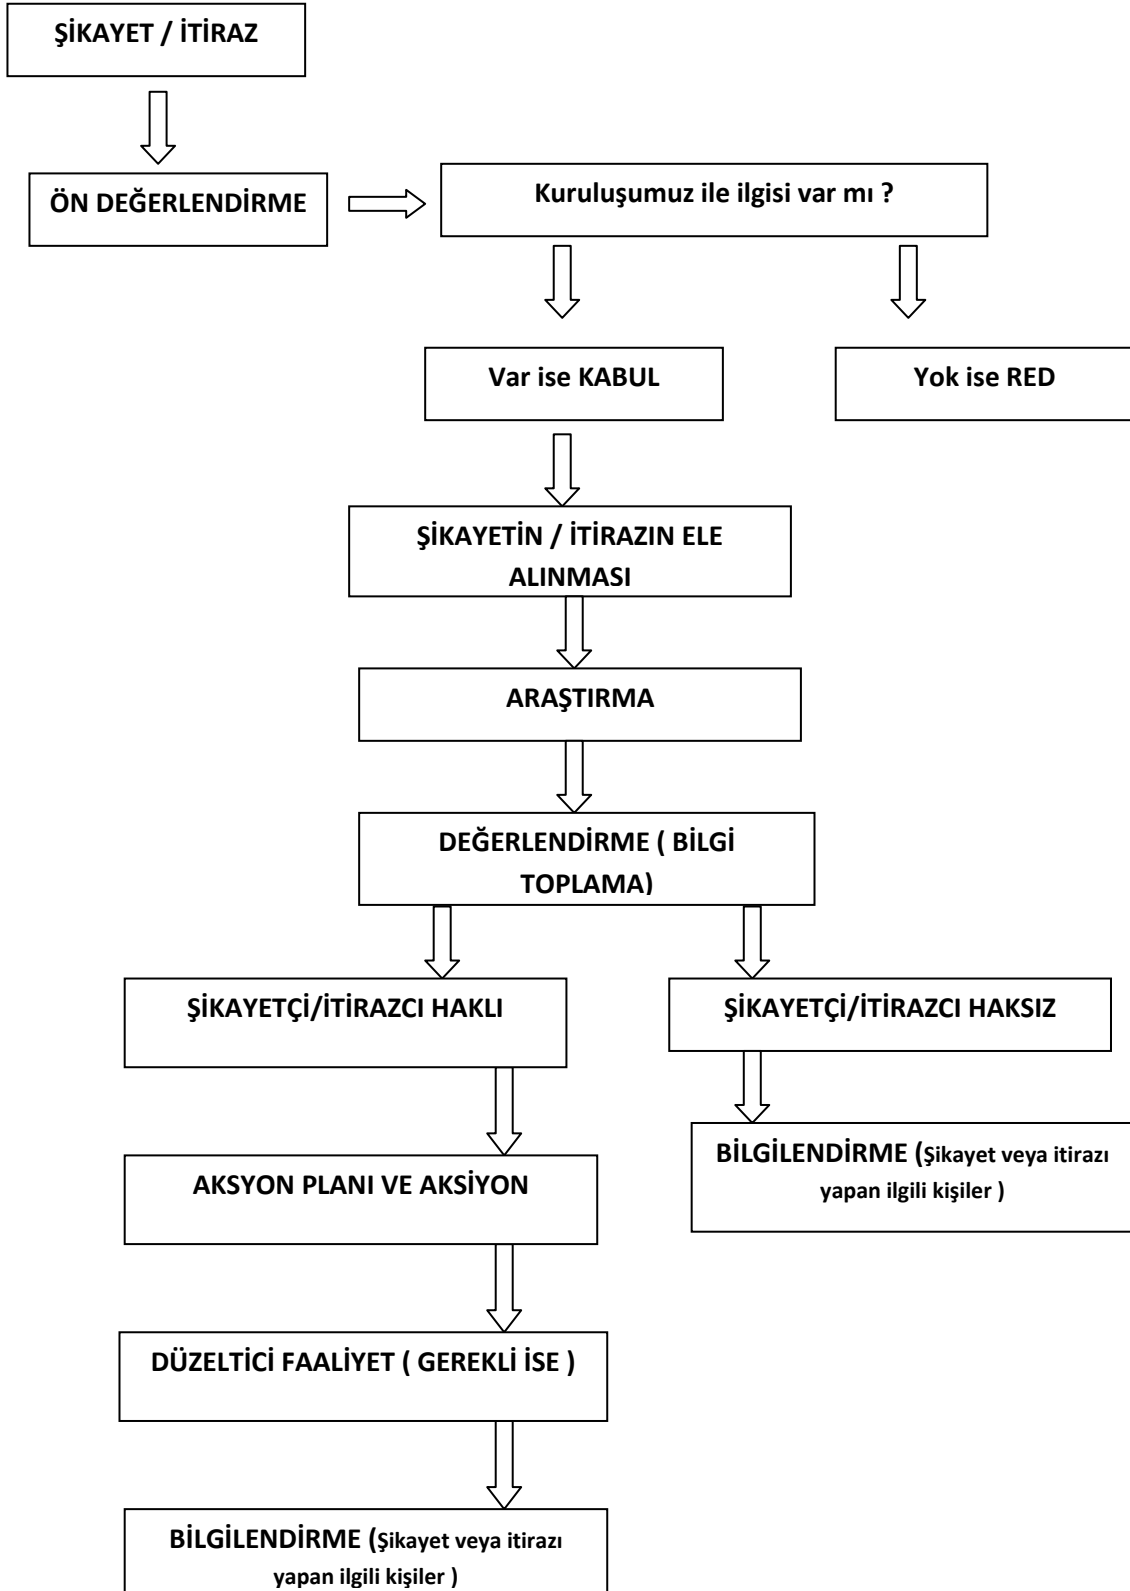 ŞİKAYET / İTİRAZ
ÖN DEĞERLENDİRME
Kuruluşumuz ile ilgisi var mı ?
Var ise KABUL
Yok ise RED
ŞİKAYETİN / İTİRAZIN ELE
ALINMASI
ARAŞTIRMA
DEĞERLENDİRME ( BİLGİ
TOPLAMA)
ŞİKAYETÇİ/İTİRAZCI HAKLI
ŞİKAYETÇİ/İTİRAZCI HAKSIZ
BİLGİLENDİRME (Şikayet veya itirazı
yapan ilgili kişiler )
AKSYON PLANI VE AKSİYON
DÜZELTİCİ FAALİYET ( GEREKLİ İSE )
BİLGİLENDİRME (Şikayet veya itirazı
yapan ilgili kişiler )